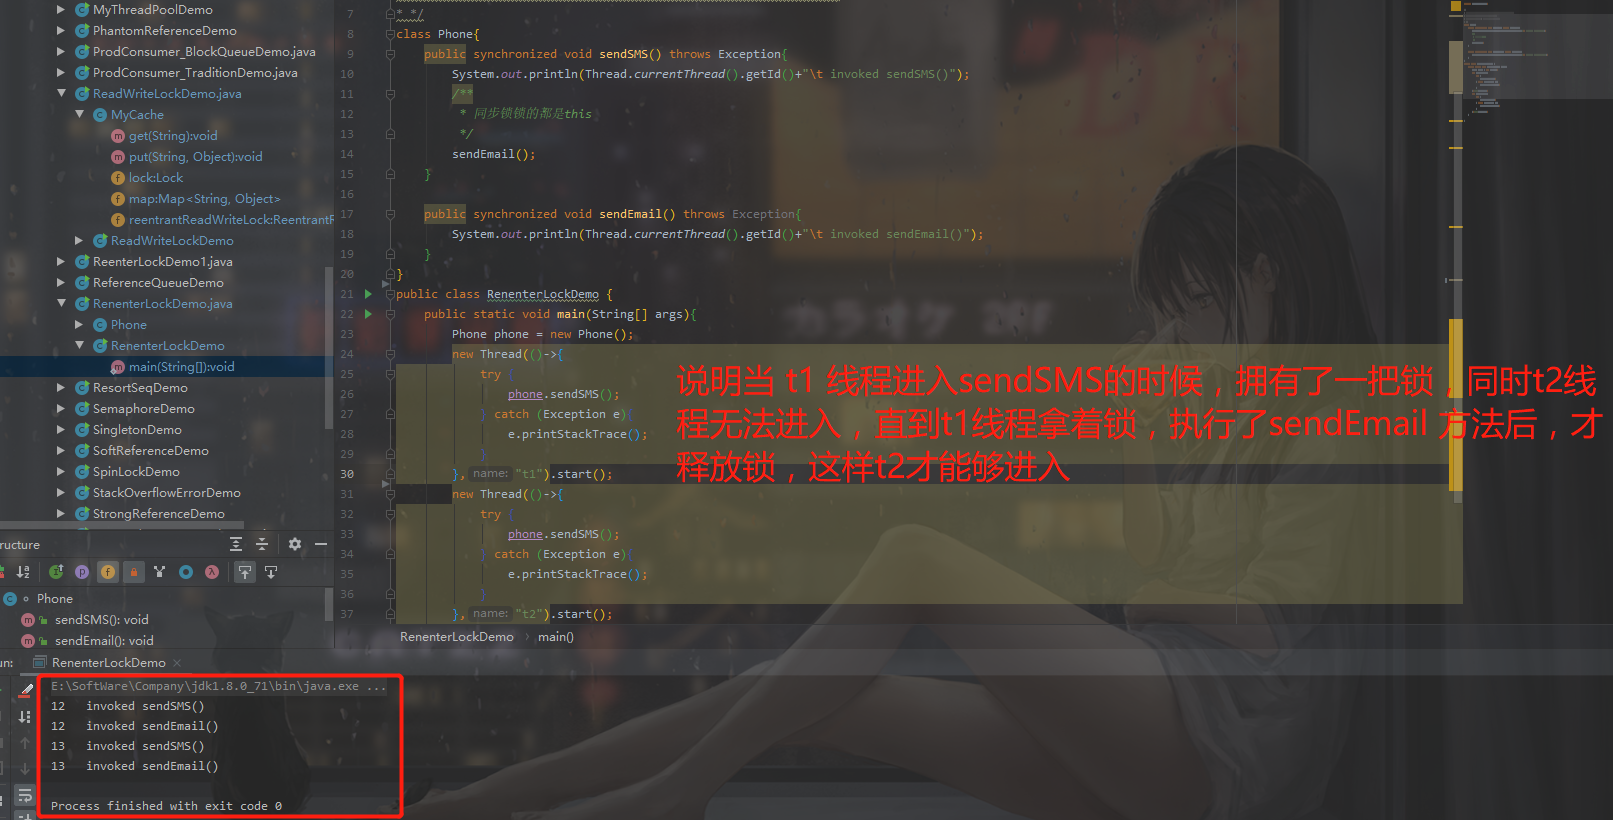 MyThreadPoolDemo
PhantomReferenceDemo
ProdConsumer_BlockQueueDemo.java
ProdConsumer_TraditionDemo.java
ReadWriteLockDemo.java
MyCache
get(String):void
put(String, Object):void
lock:Lock
map:Map<String, Object>
reentrantReadWriteLock:ReentrantR
ReadWriteLockDemo
ReenterLockDemo1.java
ReferenceQueueDemo
RenenterLockDemo.java
Phone
RenenterLockDemo
main(String[]):void
ResortSeqDemo
SemaphoreDemo
SingletonDemo
SoftReferenceDemo
SpinLockDemo
StackOverflowErrorDemo
StrongReferenceDemo
ructure
Phone
sendSMS(): void
sendEmail(): void
7 * */
8 class Phone{
9 public synchronized void sendSMS() throws Exception{
10 System.out.println(Thread.currentThread().getId()+"\t invoked sendSMS()");
11 /**
12 * 同步锁锁的都是this
13 */
14 sendEmail();
15 }
16
17 public synchronized void sendEmail() throws Exception{
18 System.out.println(Thread.currentThread().getId()+"\t invoked sendEmail()");
19 }
20 }
21 public class RenenterLockDemo {
22 public static void main(String[] args){
23 Phone phone = new Phone();
24 new Thread(()->{
25 try {
26 phone.sendSMS();
27 } catch (Exception e){
28 e.printStackTrace();
29 }
30 }, name: "t1").start();
31 new Thread(()->{
32 try {
33 phone.sendSMS();
34 } catch (Exception e){
35 e.printStackTrace();
36 }
37 }, name: "t2").start();
说明当 t1 线程进入sendSMS的时候，拥有了一把锁，同时t2线
程无法进入，直到t1线程拿着锁，执行了sendEmail 方法后，才
释放锁，这样t2才能够进入
RenenterLockDemo › main()
un: RenenterLockDemo ×
E:\SoftWare\Company\jdk1.8.0_71\bin\java.exe ...
12 invoked sendSMS()
12 invoked sendEmail()
13 invoked sendSMS()
13 invoked sendEmail()
Process finished with exit code 0